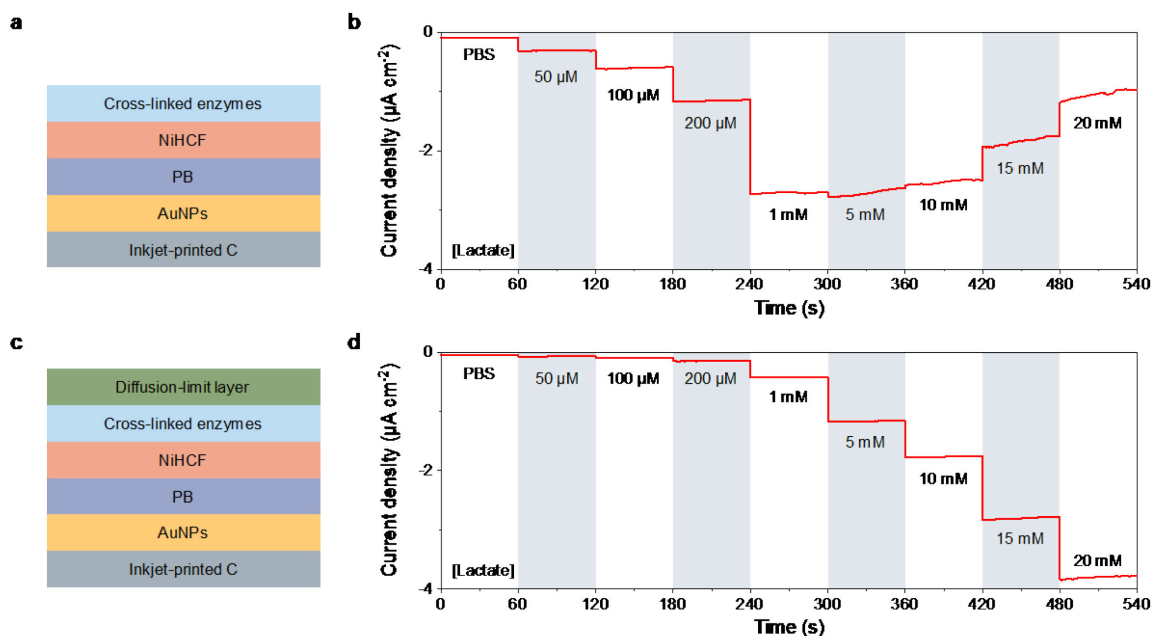 a
Cross-linked enzymes
NiHCF
PB
AuNPs
Inkjet-printed C
b
Current density (µA cm⁻²)
0
-2
-4
PBS
50 µM
100 µM
200 µM
1 mM
5 mM
10 mM
15 mM
20 mM
[Lactate]
0 60 120 180 240 300 360 420 480 540
Time (s)
c
Diffusion-limit layer
Cross-linked enzymes
NiHCF
PB
AuNPs
Inkjet-printed C
d
Current density (µA cm⁻²)
0
-2
-4
PBS
50 µM
100 µM
200 µM
1 mM
5 mM
10 mM
15 mM
20 mM
[Lactate]
0 60 120 180 240 300 360 420 480 540
Time (s)